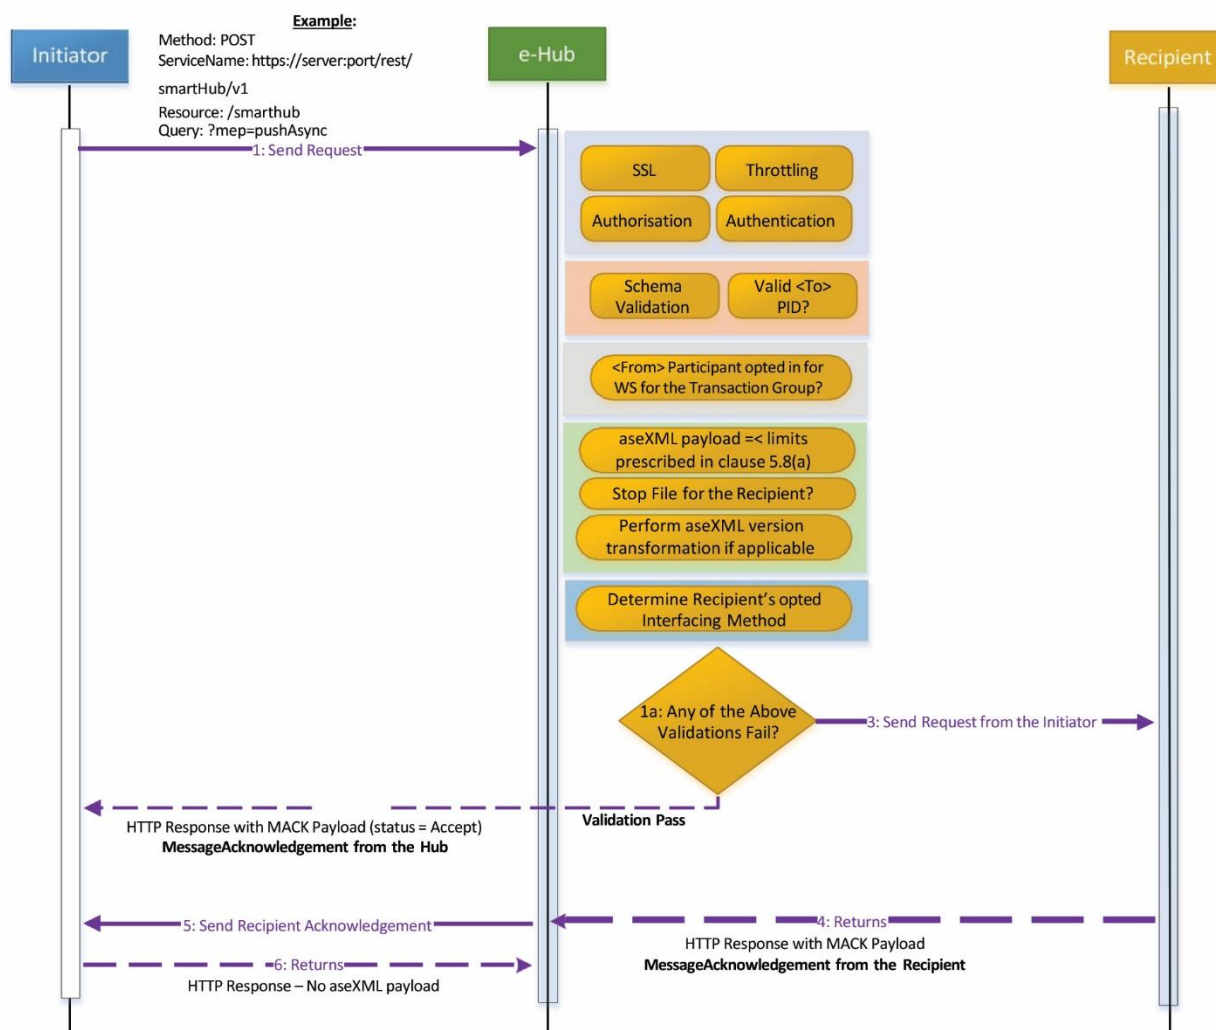 Example:
Initiator
Method: POST
ServiceName: https://server:port/rest/
smartHub/v1
Resource: /smarthub
Query: ?mep=pushAsync
e-Hub
Recipient
1: Send Request
SSL
Throttling
Authorisation
Authentication
Schema
Validation
Valid <To>
PID?
<From> Participant opted in for
WS for the Transaction Group?
aseXML payload =< limits
prescribed in clause 5.8(a)
Stop File for the Recipient?
Perform aseXML version
transformation if applicable
Determine Recipient's opted
Interfacing Method
1a: Any of the Above
Validations Fail?
3: Send Request from the Initiator
Validation Pass
HTTP Response with MACK Payload (status = Accept)
MessageAcknowledgement from the Hub
5: Send Recipient Acknowledgement
4: Returns
HTTP Response with MACK Payload
MessageAcknowledgement from the Recipient
6: Returns
HTTP Response – No aseXML payload